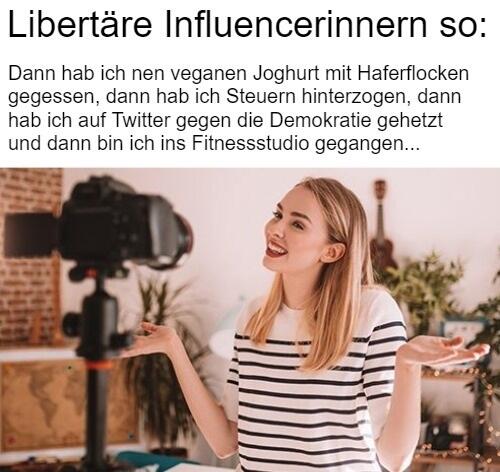 Libertäre Influencerinnern so:
Dann hab ich nen veganen Joghurt mit Haferflocken
gegessen, dann hab ich Steuern hinterzogen, dann
hab ich auf Twitter gegen die Demokratie gehetzt
und dann bin ich ins Fitnessstudio gegangen...